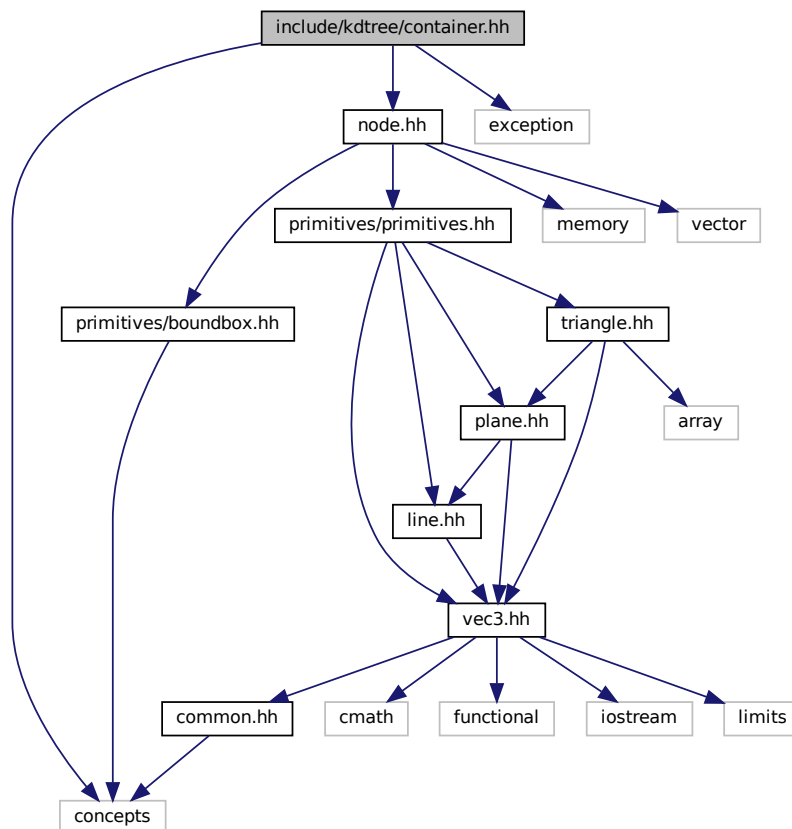 include/kdtree/container.hh
node.hh
exception
primitives/primitives.hh
memory
vector
primitives/boundbox.hh
triangle.hh
plane.hh
array
line.hh
vec3.hh
common.hh
cmath
functional
iostream
limits
concepts